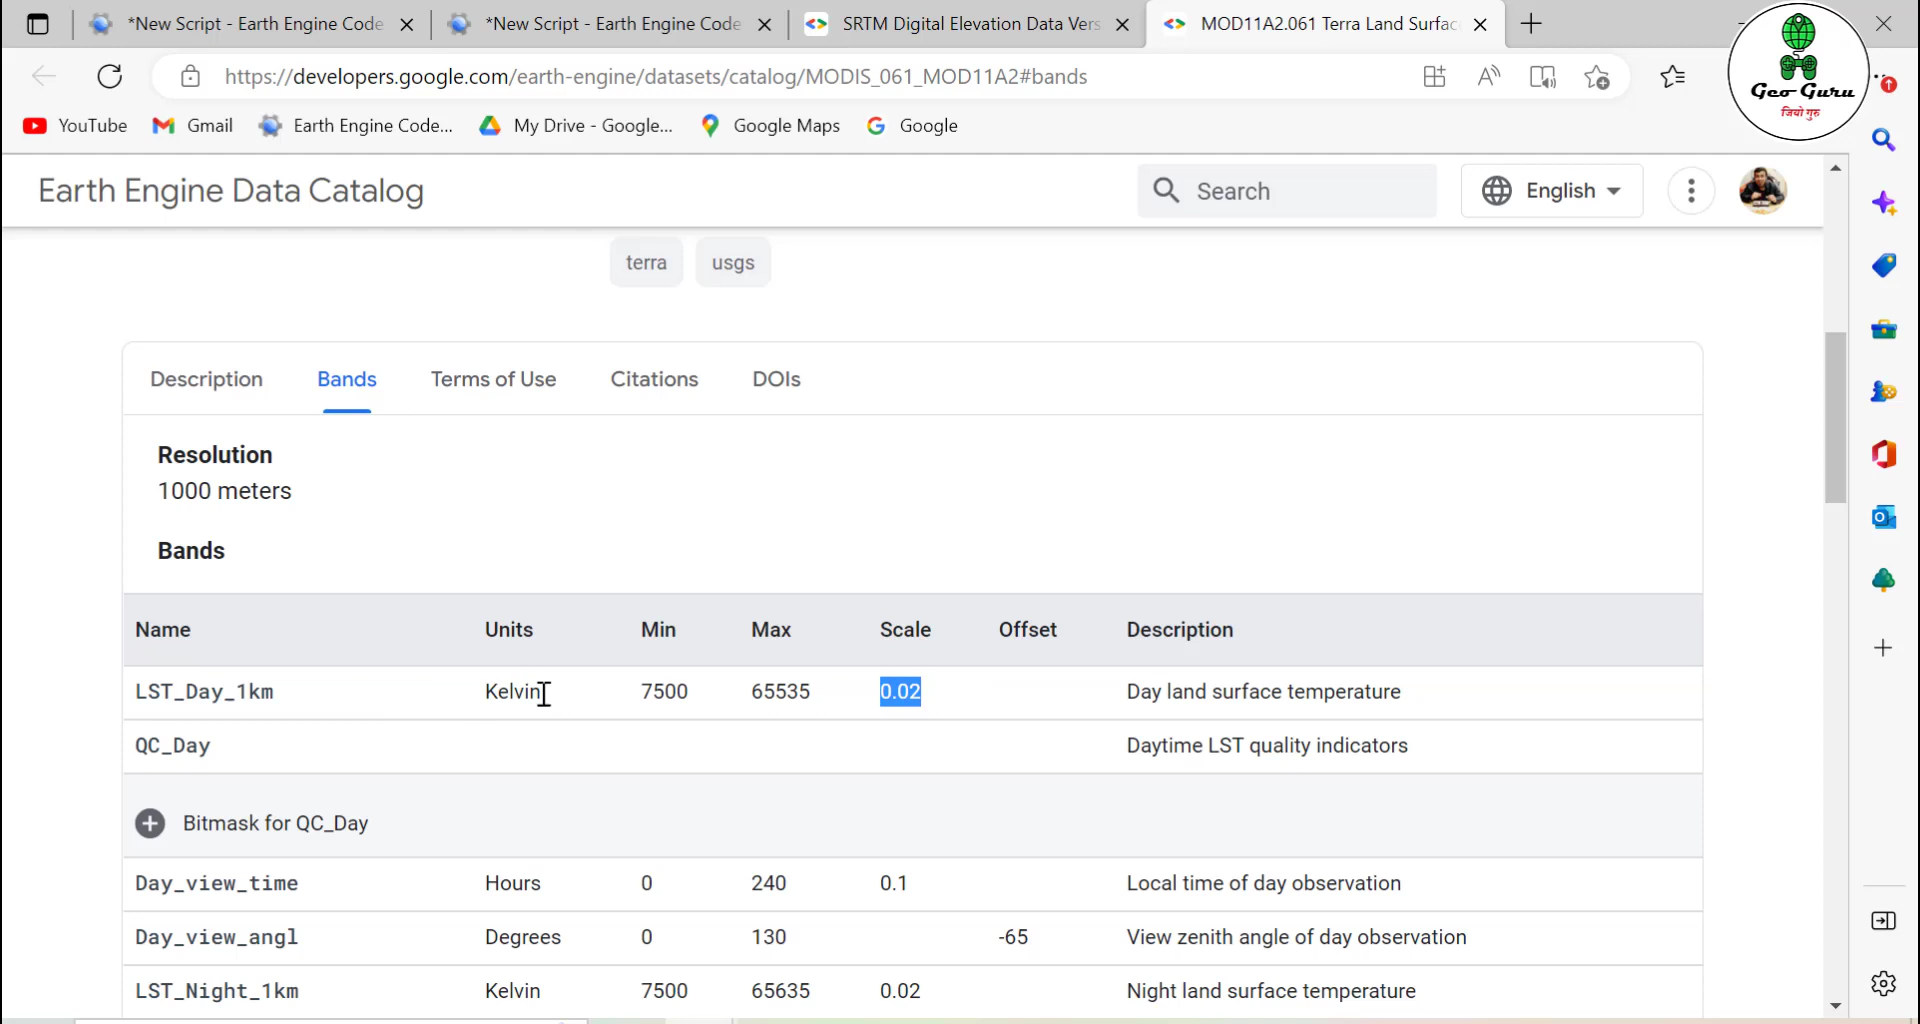 *New Script - Earth Engine Code
*New Script - Earth Engine Code
SRTM Digital Elevation Data Vers
MOD11A2.061 Terra Land Surfac
https://developers.google.com/earth-engine/datasets/catalog/MODIS_061_MOD11A2#bands
Geo Guru
जियो गुरु
YouTube
Gmail
Earth Engine Code...
My Drive - Google...
Google Maps
Google
Earth Engine Data Catalog
Search
English
terra
usgs
Description
Bands
Terms of Use
Citations
DOIs
Resolution
1000 meters
Bands
Name Units Min Max Scale Offset Description
LST_Day_1km Kelvin 7500 65535 0.02 Day land surface temperature
QC_Day Daytime LST quality indicators
Bitmask for QC_Day
Day_view_time Hours 0 240 0.1 Local time of day observation
Day_view_angl Degrees 0 130 -65 View zenith angle of day observation
LST_Night_1km Kelvin 7500 65635 0.02 Night land surface temperature